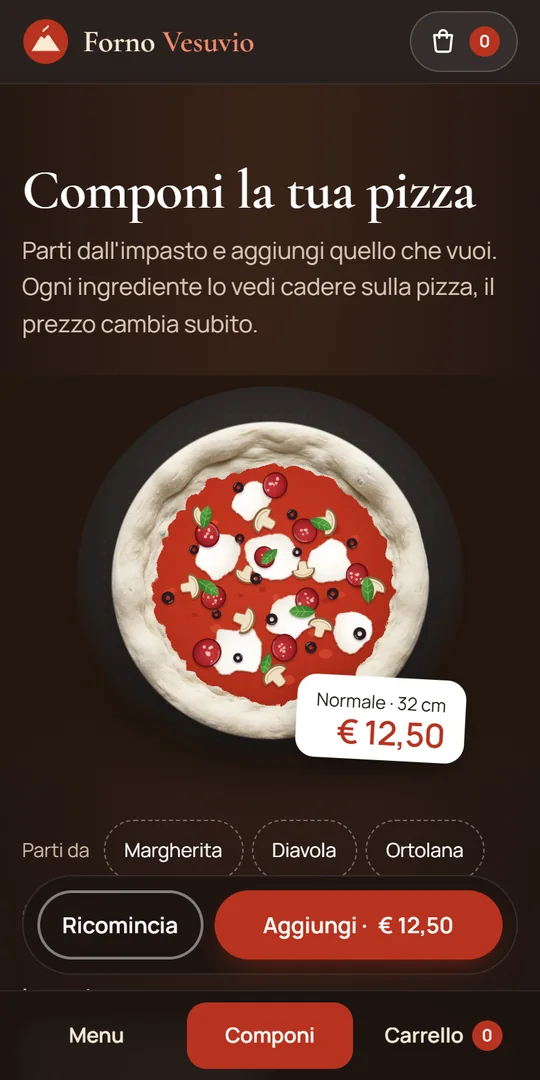 Forno Vesuvio
0
Componi la tua pizza
Parti dall'impasto e aggiungi quello che vuoi.
Ogni ingrediente lo vedi cadere sulla pizza, il
prezzo cambia subito.
Normale · 32 cm
€ 12,50
Parti da
Margherita
Diavola
Ortolana
Ricomincia
Aggiungi · € 12,50
Menu
Componi
Carrello 0